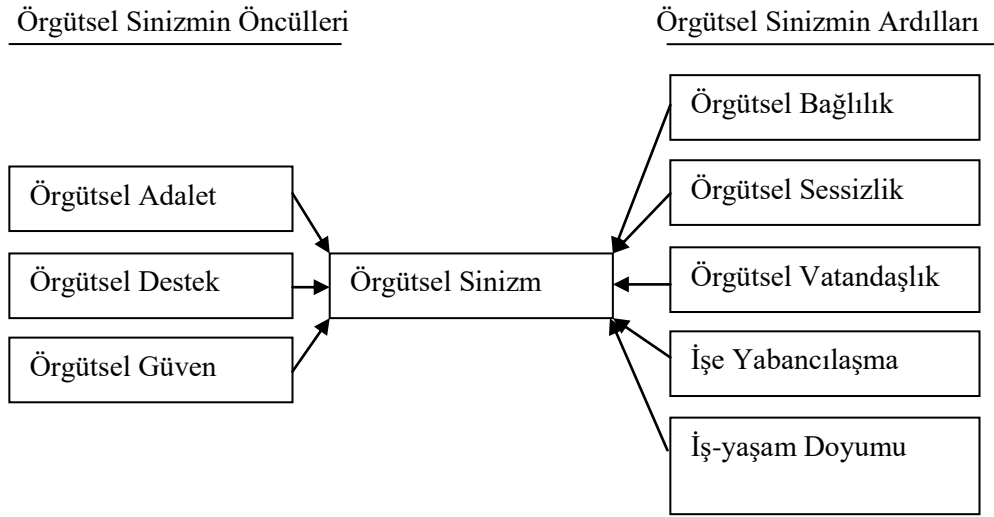 Örgütsel Sinizmin Öncülleri
Örgütsel Sinizmin Ardılları
Örgütsel Adalet
Örgütsel Destek
Örgütsel Güven
Örgütsel Sinizm
Örgütsel Bağlılık
Örgütsel Sessizlik
Örgütsel Vatandaşlık
İşe Yabancılaşma
İş-yaşam Doyumu